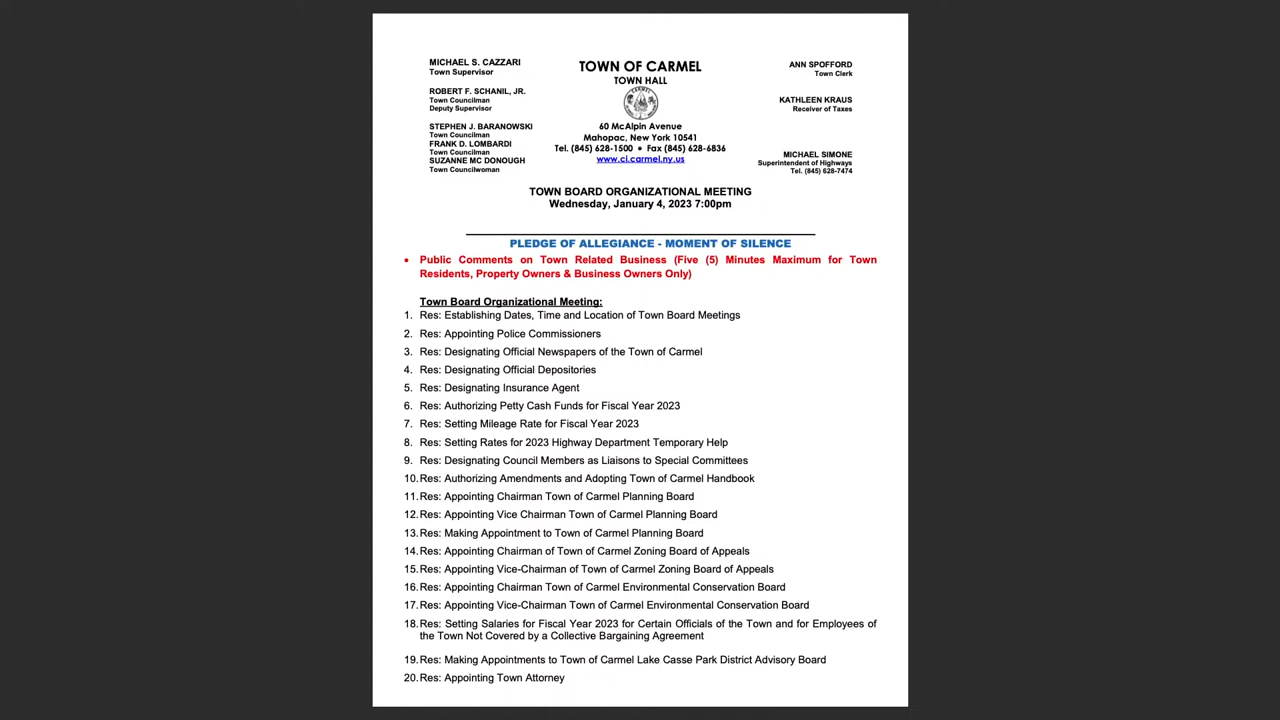 MICHAEL S. CAZZARI
Town Supervisor
ROBERT F. SCHANIL, JR.
Town Councilman
Deputy Supervisor
STEPHEN J. BARANOWSKI
Town Councilman
FRANK D. LOMBARDI
Town Councilman
SUZANNE MC DONOUGH
Town Councilwoman
TOWN OF CARMEL
TOWN HALL
CARMEL
60 McAlpin Avenue
Mahopac, New York 10541
Tel. (845) 628-1500 • Fax (845) 628-6836
www.ci.carmel.ny.us
ANN SPOFFORD
Town Clerk
KATHLEEN KRAUS
Receiver of Taxes
MICHAEL SIMONE
Superintendent of Highways
Tel. (845) 628-7474
TOWN BOARD ORGANIZATIONAL MEETING
Wednesday, January 4, 2023 7:00pm
PLEDGE OF ALLEGIANCE - MOMENT OF SILENCE
• Public Comments on Town Related Business (Five (5) Minutes Maximum for Town
Residents, Property Owners & Business Owners Only)
Town Board Organizational Meeting:
1. Res: Establishing Dates, Time and Location of Town Board Meetings
2. Res: Appointing Police Commissioners
3. Res: Designating Official Newspapers of the Town of Carmel
4. Res: Designating Official Depositories
5. Res: Designating Insurance Agent
6. Res: Authorizing Petty Cash Funds for Fiscal Year 2023
7. Res: Setting Mileage Rate for Fiscal Year 2023
8. Res: Setting Rates for 2023 Highway Department Temporary Help
9. Res: Designating Council Members as Liaisons to Special Committees
10. Res: Authorizing Amendments and Adopting Town of Carmel Handbook
11. Res: Appointing Chairman Town of Carmel Planning Board
12. Res: Appointing Vice Chairman Town of Carmel Planning Board
13. Res: Making Appointment to Town of Carmel Planning Board
14. Res: Appointing Chairman of Town of Carmel Zoning Board of Appeals
15. Res: Appointing Vice-Chairman of Town of Carmel Zoning Board of Appeals
16. Res: Appointing Chairman Town of Carmel Environmental Conservation Board
17. Res: Appointing Vice-Chairman Town of Carmel Environmental Conservation Board
18. Res: Setting Salaries for Fiscal Year 2023 for Certain Officials of the Town and for Employees of
the Town Not Covered by a Collective Bargaining Agreement
19. Res: Making Appointments to Town of Carmel Lake Casse Park District Advisory Board
20. Res: Appointing Town Attorney